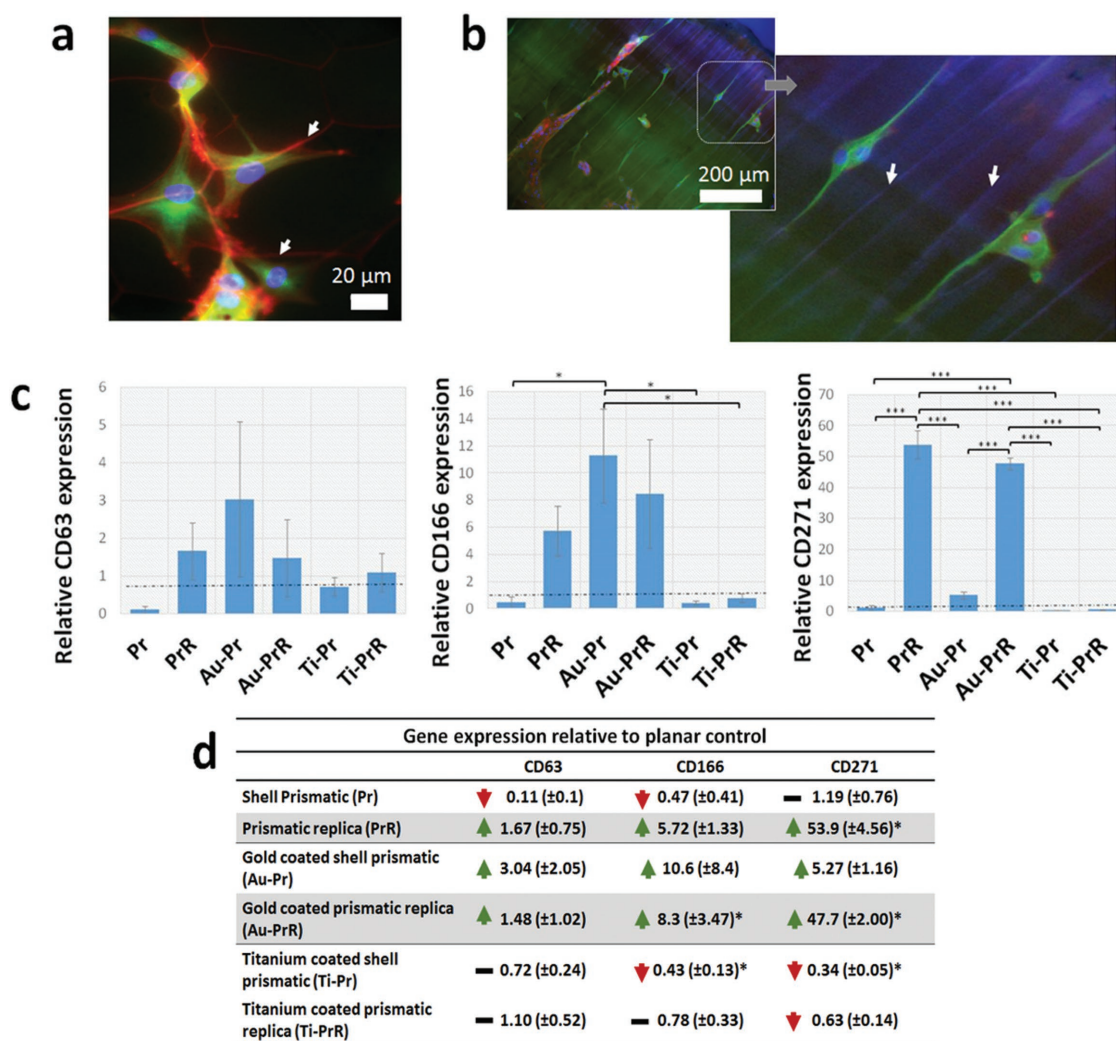 a
20 µm
b
200 µm
c
Relative CD63 expression
6
5
4
3
2
1
0
Pr
PrR
Au-Pr
Au-PrR
Ti-Pr
Ti-PrR
Relative CD166 expression
16
14
12
10
8
6
4
2
0
*
*
*
Pr
PrR
Au-Pr
Au-PrR
Ti-Pr
Ti-PrR
Relative CD271 expression
70
60
50
40
30
20
10
0
***
***
***
***
***
***
***
***
Pr
PrR
Au-Pr
Au-PrR
Ti-Pr
Ti-PrR
d
Gene expression relative to planar control
CD63 CD166 CD271
Shell Prismatic (Pr) 0.11 (±0.1) 0.47 (±0.41) 1.19 (±0.76)
Prismatic replica (PrR) 1.67 (±0.75) 5.72 (±1.33) 53.9 (±4.56)*
Gold coated shell prismatic
(Au-Pr) 3.04 (±2.05) 10.6 (±8.4) 5.27 (±1.16)
Gold coated prismatic replica
(Au-PrR) 1.48 (±1.02) 8.3 (±3.47)* 47.7 (±2.00)*
Titanium coated shell
prismatic (Ti-Pr) 0.72 (±0.24) 0.43 (±0.13)* 0.34 (±0.05)*
Titanium coated prismatic
replica (Ti-PrR) 1.10 (±0.52) 0.78 (±0.33) 0.63 (±0.14)